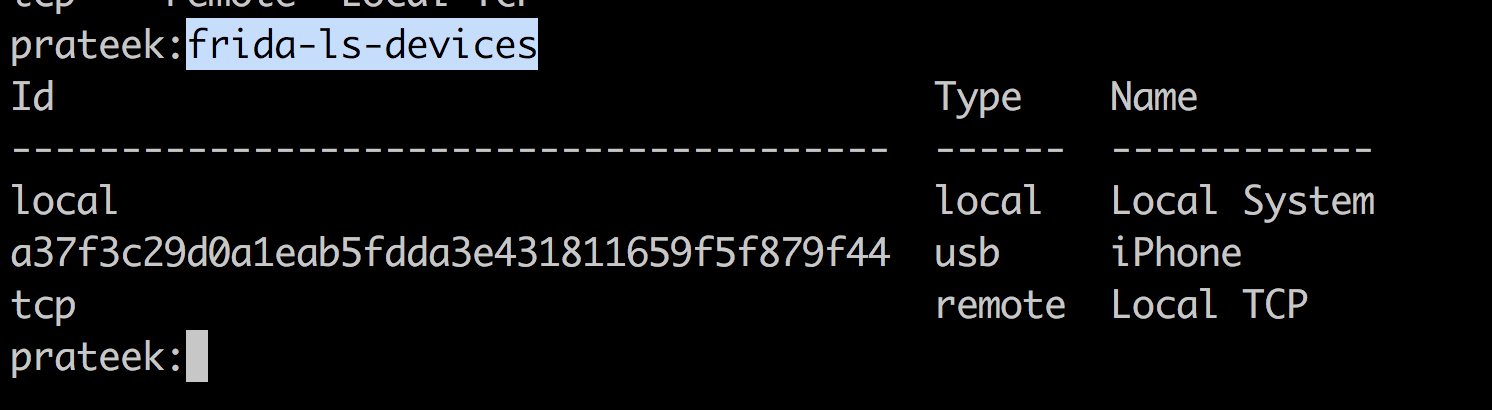 tcp    remote  Local TCP
prateek:frida-ls-devices
Id                                        Type    Name
----------------------------------------  ------  ------------
local                                     local   Local System
a37f3c29d0a1eab5fdda3e431811659f5f879f44  usb     iPhone
tcp                                       remote  Local TCP
prateek: